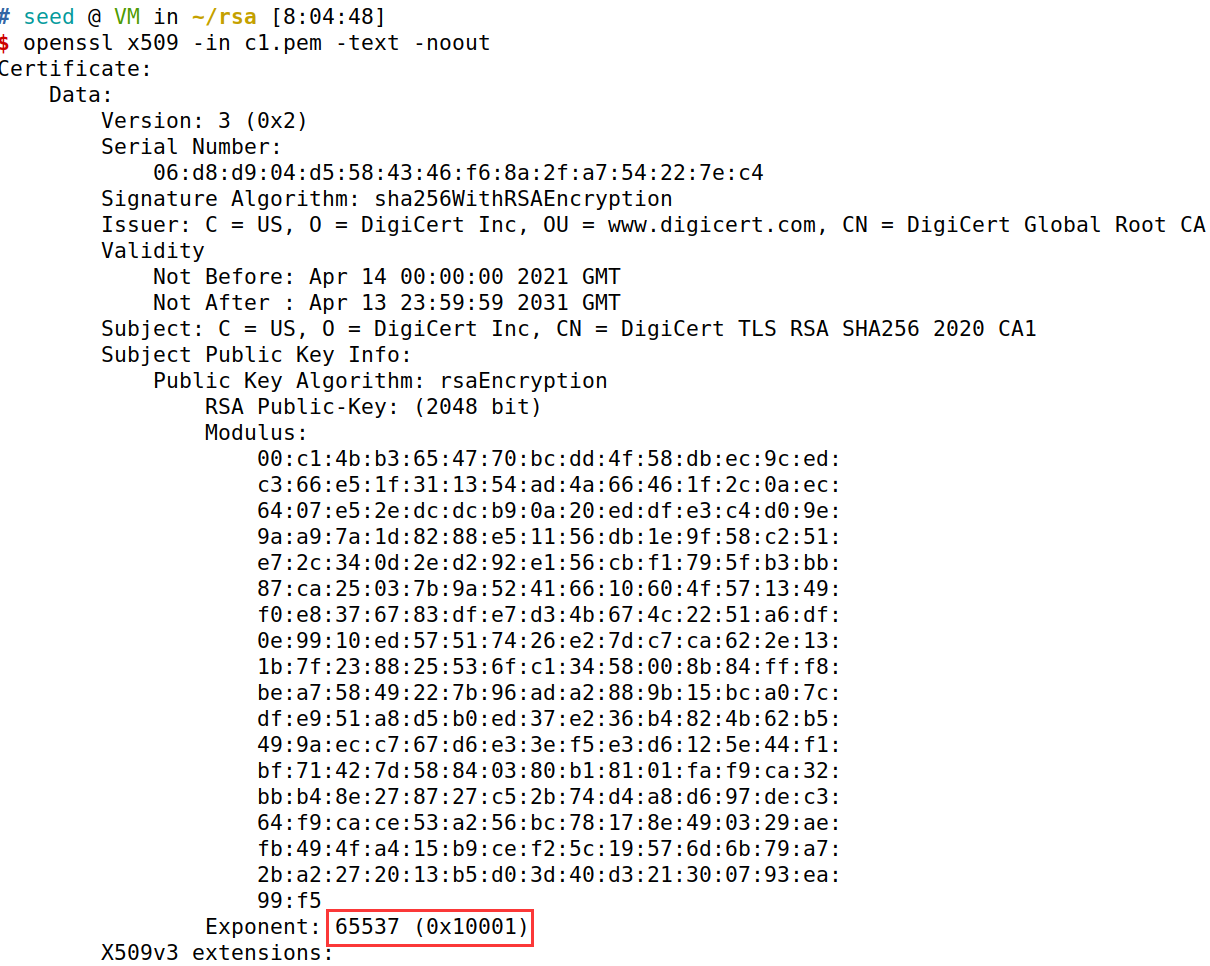 # seed @ VM in ~/rsa [8:04:48]
$ openssl x509 -in c1.pem -text -noout
Certificate:
    Data:
        Version: 3 (0x2)
        Serial Number:
            06:d8:d9:04:d5:58:43:46:f6:8a:2f:a7:54:22:7e:c4
        Signature Algorithm: sha256WithRSAEncryption
        Issuer: C = US, O = DigiCert Inc, OU = www.digicert.com, CN = DigiCert Global Root CA
        Validity
            Not Before: Apr 14 00:00:00 2021 GMT
            Not After : Apr 13 23:59:59 2031 GMT
        Subject: C = US, O = DigiCert Inc, CN = DigiCert TLS RSA SHA256 2020 CA1
        Subject Public Key Info:
            Public Key Algorithm: rsaEncryption
                RSA Public-Key: (2048 bit)
                Modulus:
                    00:c1:4b:b3:65:47:70:bc:dd:4f:58:db:ec:9c:ed:
                    c3:66:e5:1f:31:13:54:ad:4a:66:46:1f:2c:0a:ec:
                    64:07:e5:2e:dc:dc:b9:0a:20:ed:df:e3:c4:d0:9e:
                    9a:a9:7a:1d:82:88:e5:11:56:db:1e:9f:58:c2:51:
                    e7:2c:34:0d:2e:d2:92:e1:56:cb:f1:79:5f:b3:bb:
                    87:ca:25:03:7b:9a:52:41:66:10:60:4f:57:13:49:
                    f0:e8:37:67:83:df:e7:d3:4b:67:4c:22:51:a6:df:
                    0e:99:10:ed:57:51:74:26:e2:7d:c7:ca:62:2e:13:
                    1b:7f:23:88:25:53:6f:c1:34:58:00:8b:84:ff:f8:
                    be:a7:58:49:22:7b:96:ad:a2:88:9b:15:bc:a0:7c:
                    df:e9:51:a8:d5:b0:ed:37:e2:36:b4:82:4b:62:b5:
                    49:9a:ec:c7:67:d6:e3:3e:f5:e3:d6:12:5e:44:f1:
                    bf:71:42:7d:58:84:03:80:b1:81:01:fa:f9:ca:32:
                    bb:b4:8e:27:87:27:c5:2b:74:d4:a8:d6:97:de:c3:
                    64:f9:ca:ce:53:a2:56:bc:78:17:8e:49:03:29:ae:
                    fb:49:4f:a4:15:b9:ce:f2:5c:19:57:6d:6b:79:a7:
                    2b:a2:27:20:13:b5:d0:3d:40:d3:21:30:07:93:ea:
                    99:f5
                Exponent: 65537 (0x10001)
        X509v3 extensions: